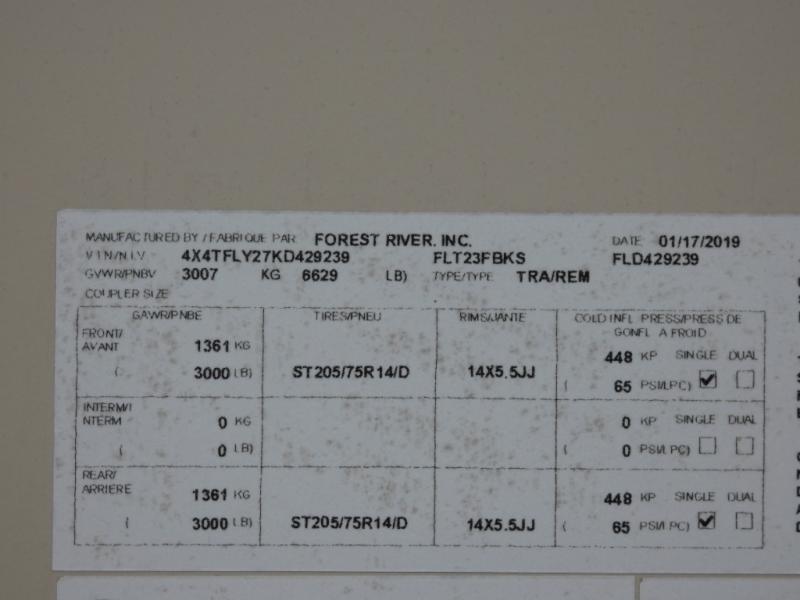 MANUFACTURED BY / FABRIQUE PAR FOREST RIVER, INC. DATE 01/17/2019
V I N / N I V 4X4TFLY27KD429239 FLT23FBKS FLD429239
GVWR/PNBV 3007 KG 6629 LB) TYPE/TYPE TRA/REM
COUPLER SIZE
GAWR/PNBE TIRES/PNEU RIMS/JANTE COLD INFL PRESS/PRESS DE
GONFL A FROID
FRONT/
AVANT 1361 KG 448 KP SINGLE DUAL
( 3000 LB) ST205/75R14/D 14X5.5JJ ( 65 PSI/LPC)
INTERM/I
NTERM 0 KG 0 KP SINGLE DUAL
( 0 LB) ( 0 PSI/LPC)
REAR/
ARRIERE 1361 KG 448 KP SINGLE DUAL
( 3000 LB) ST205/75R14/D 14X5.5JJ ( 65 PSI/LPC)